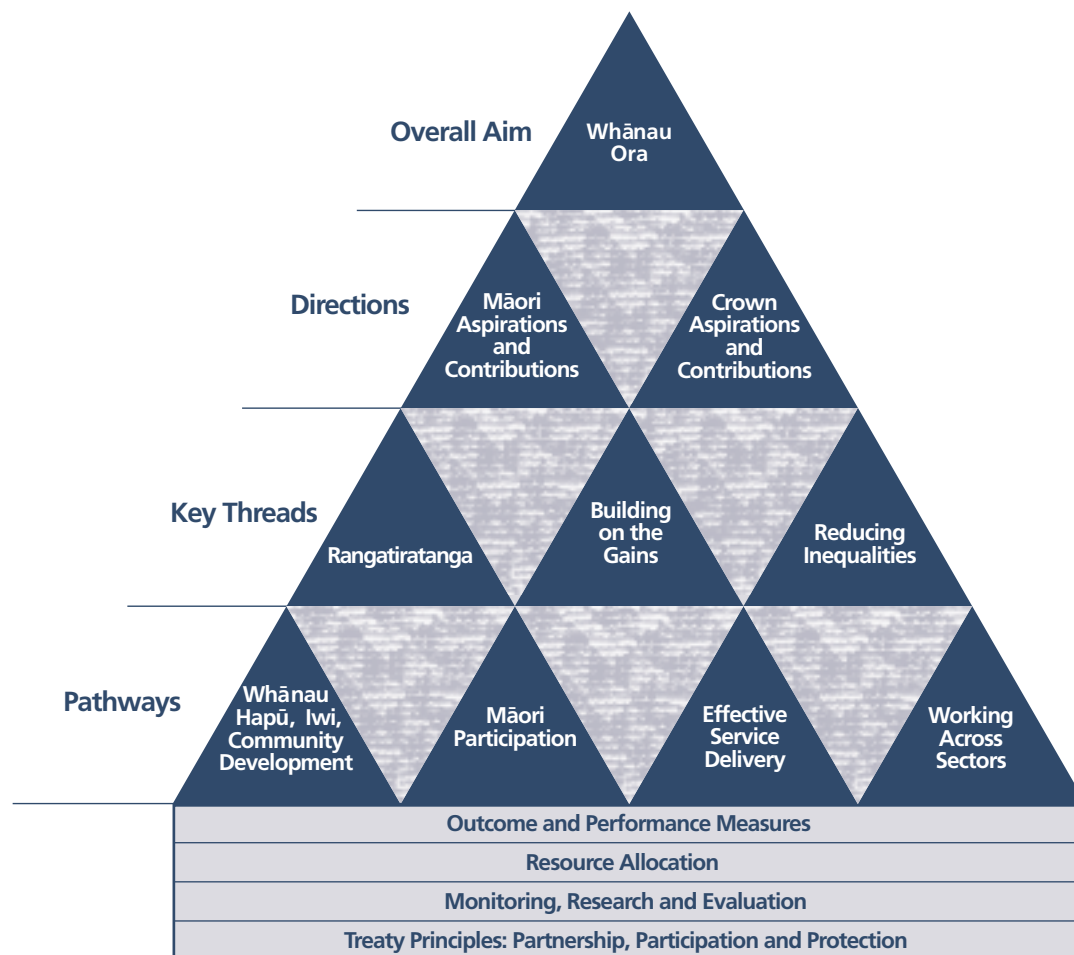 Overall Aim
Whānau
Ora
Directions
Māori
Aspirations
and
Contributions
Crown
Aspirations
and
Contributions
Key Threads
Rangatiratanga
Building
on the
Gains
Reducing
Inequalities
Pathways
Whānau
Hapū, Iwi,
Community
Development
Māori
Participation
Effective
Service
Delivery
Working
Across
Sectors
Outcome and Performance Measures
Resource Allocation
Monitoring, Research and Evaluation
Treaty Principles: Partnership, Participation and Protection